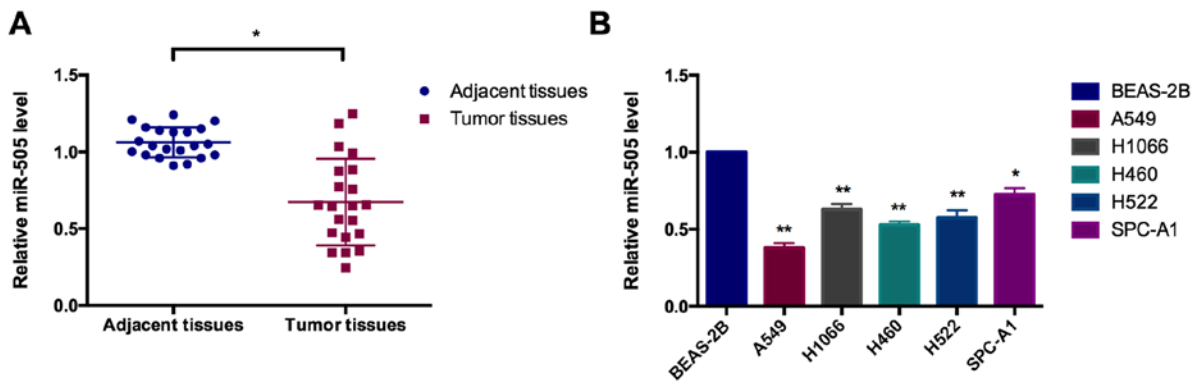 A
*
Relative miR-505 level
1.5
1.0
0.5
0.0
Adjacent tissues
Tumor tissues
Adjacent tissues
Tumor tissues
B
Relative miR-505 level
1.5
1.0
0.5
0.0
**
**
**
**
*
BEAS-2B
A549
H1066
H460
H522
SPC-A1
BEAS-2B
A549
H1066
H460
H522
SPC-A1